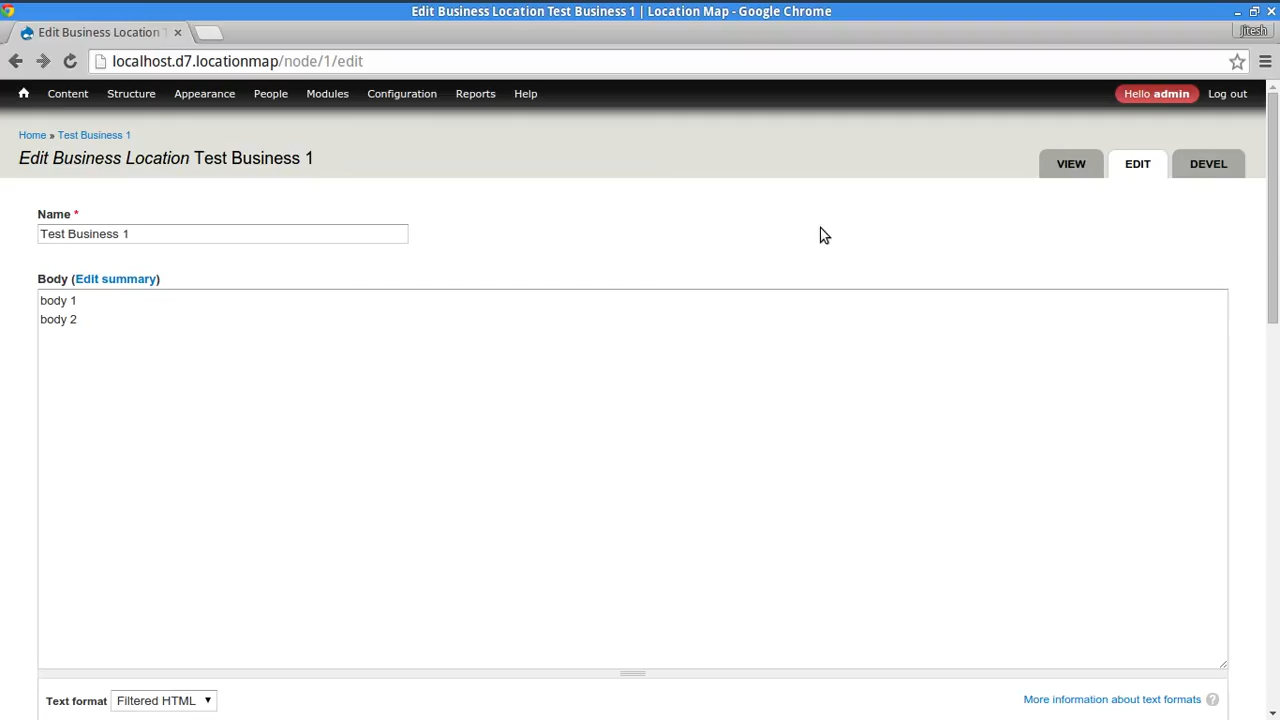 Edit Business Location Test Business 1 | Location Map - Google Chrome
Edit Business Location
jitesh
localhost.d7.locationmap/node/1/edit
Content Structure Appearance People Modules Configuration Reports Help Hello admin Log out
Home » Test Business 1
Edit Business Location Test Business 1
VIEW EDIT DEVEL
Name *
Test Business 1
Body (Edit summary)
body 1
body 2
Text format Filtered HTML More information about text formats ?